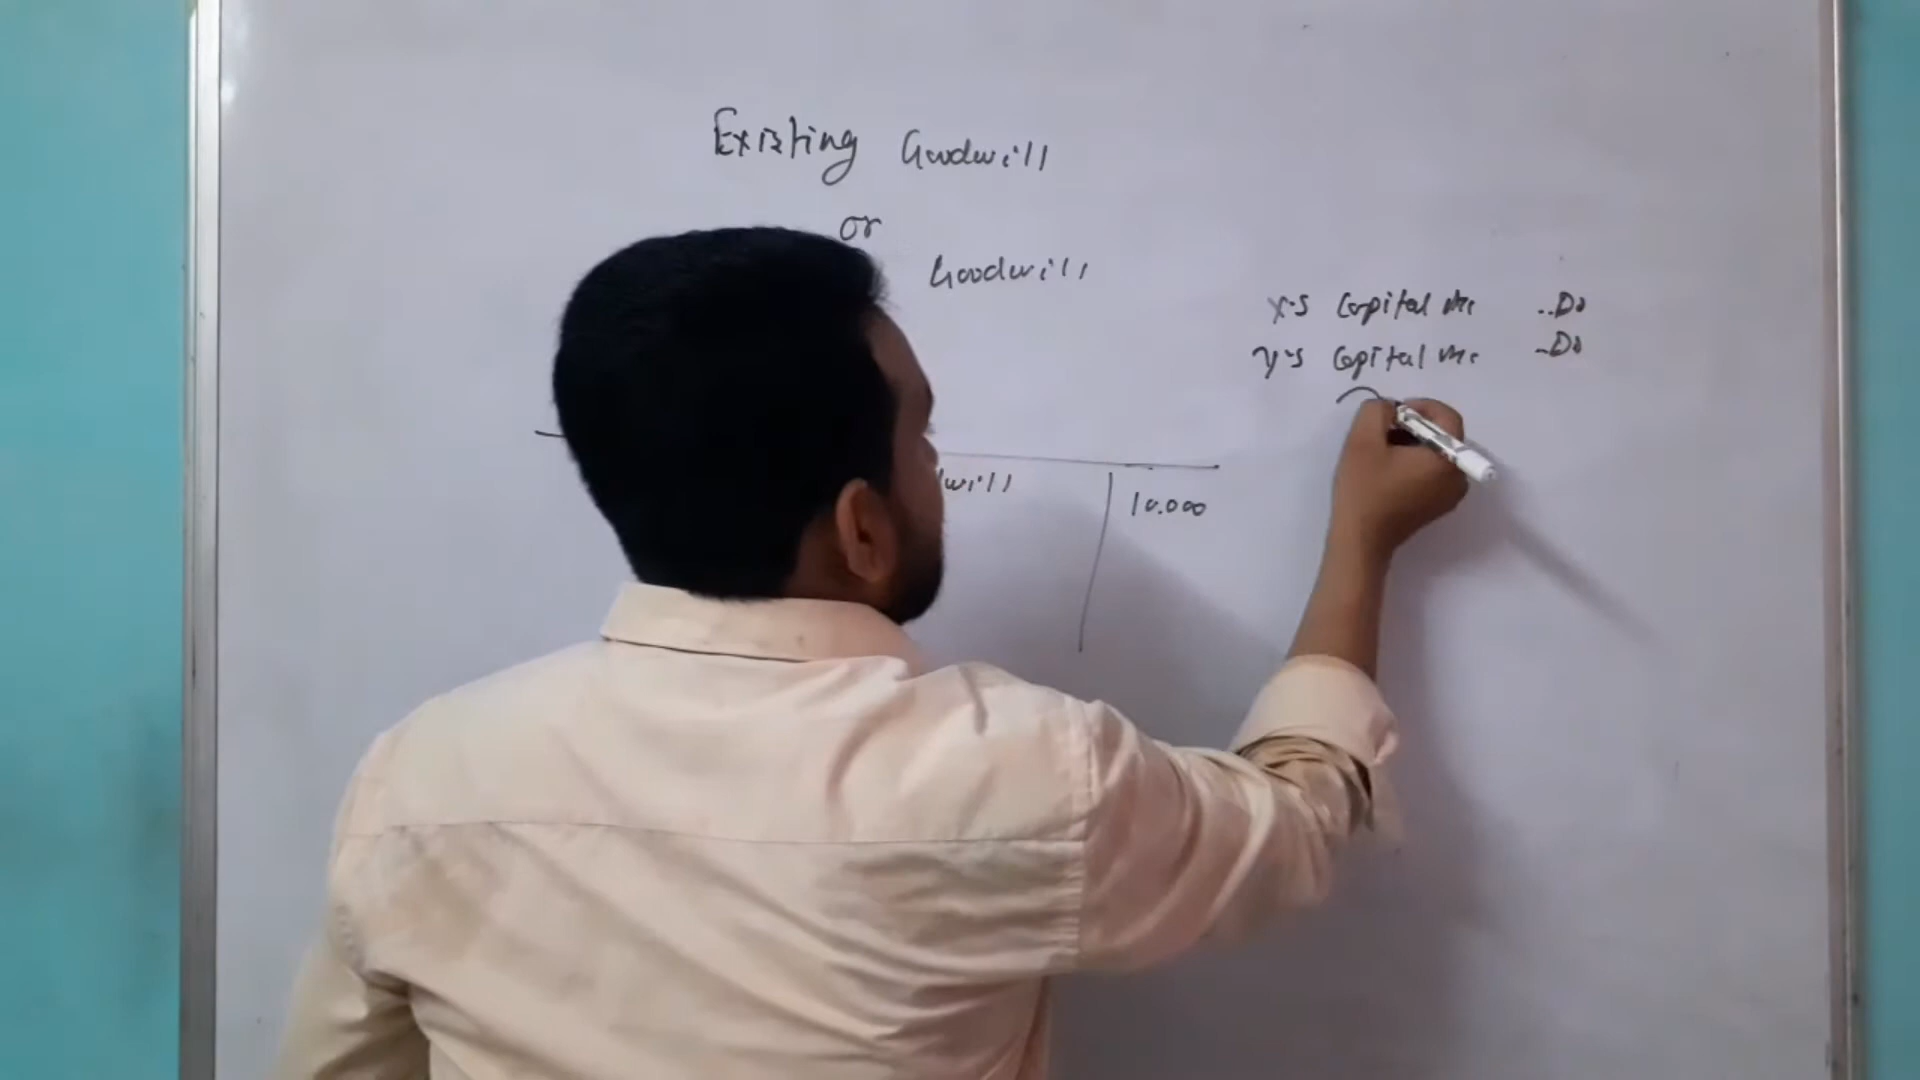 Existing Goodwill
or
Goodwill
X's Capital A/c ..Dr
Y's Capital A/c ..Dr
will 10.000